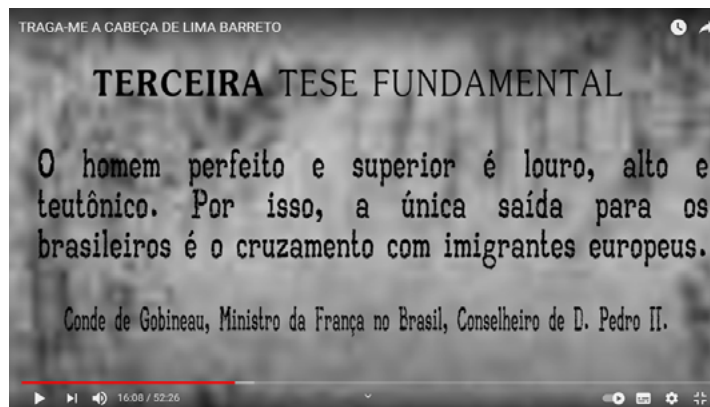 TRAGA-ME A CABEÇA DE LIMA BARRETO
TERCEIRA TESE FUNDAMENTAL
O homem perfeito e superior é louro, alto e
teutônico. Por isso, a única saída para os
brasileiros é o cruzamento com imigrantes europeus.
Conde de Gobineau, Ministro da França no Brasil, Conselheiro de D. Pedro II.
16:08 / 52:26